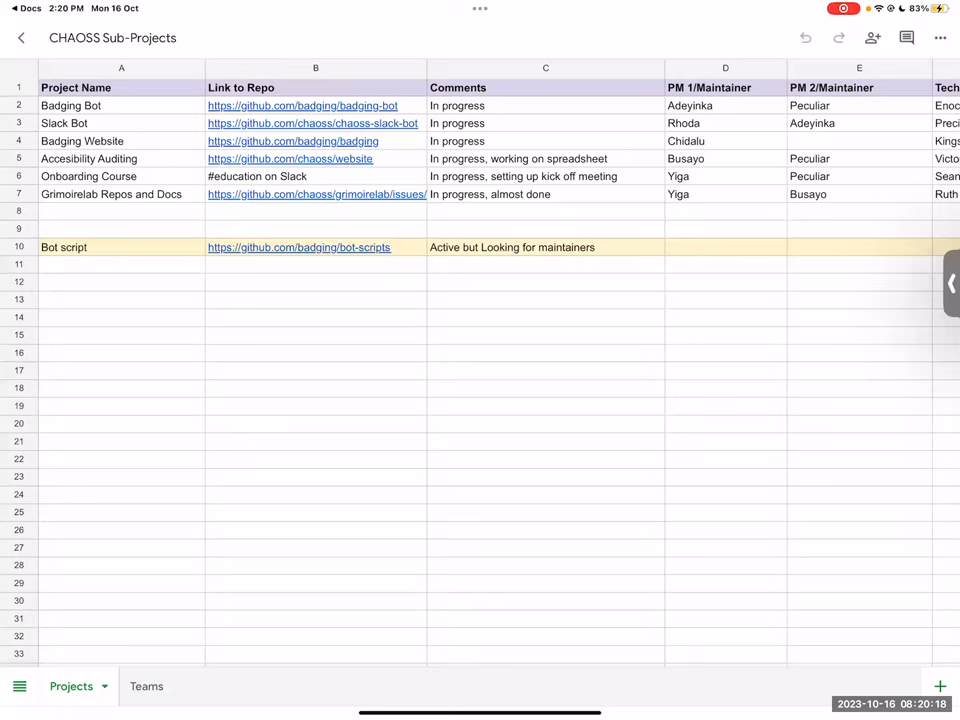 Docs 2:20 PM Mon 16 Oct 83%
CHAOSS Sub-Projects
A B C D E
1 Project Name Link to Repo Comments PM 1/Maintainer PM 2/Maintainer Tech
2 Badging Bot https://github.com/badging/badging-bot In progress Adeyinka Peculiar Enoc
3 Slack Bot https://github.com/chaoss/chaoss-slack-bot In progress Rhoda Adeyinka Preci
4 Badging Website https://github.com/badging/badging In progress Chidalu Kings
5 Accesibility Auditing https://github.com/chaoss/website In progress, working on spreadsheet Busayo Peculiar Victo
6 Onboarding Course #education on Slack In progress, setting up kick off meeting Yiga Peculiar Sean
7 Grimoirelab Repos and Docs https://github.com/chaoss/grimoirelab/issues/ In progress, almost done Yiga Busayo Ruth
8
9
10 Bot script https://github.com/badging/bot-scripts Active but Looking for maintainers
11
12
13
14
15
16
17
18
19
20
21
22
23
24
25
26
27
28
29
30
31
32
33
Projects Teams
2023-10-16 08:20:18